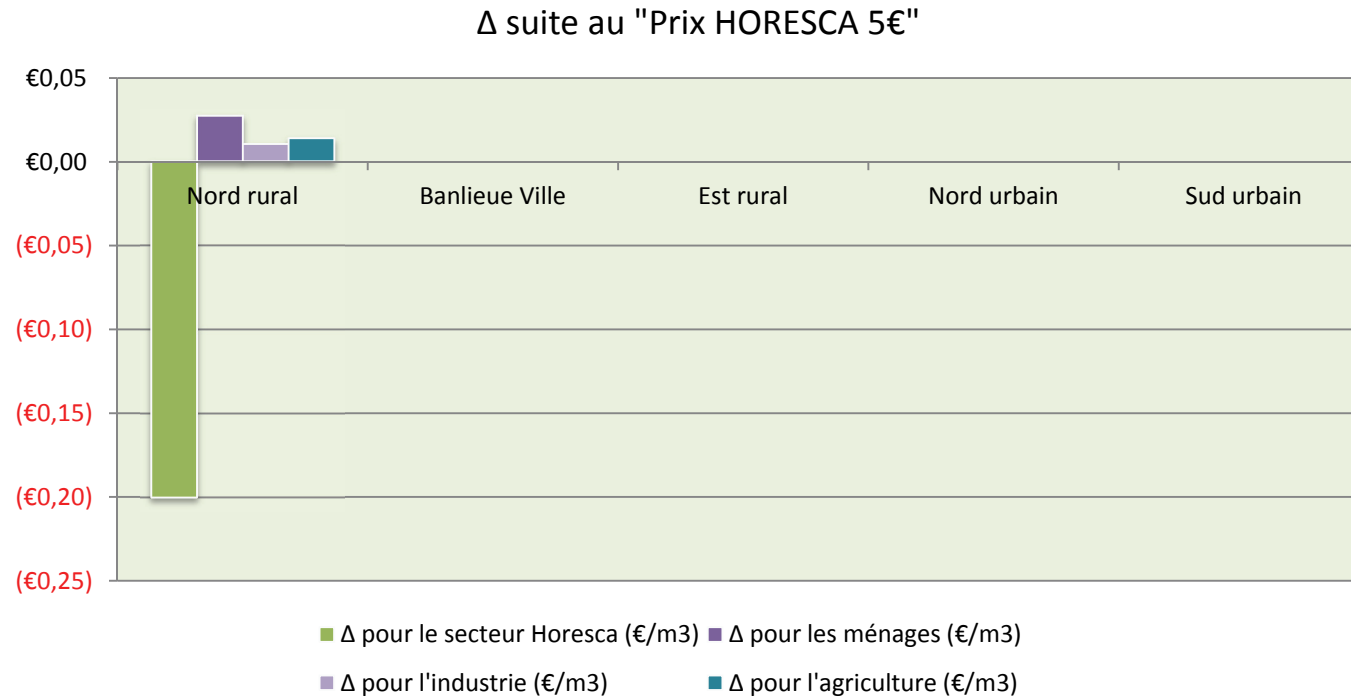 Δ suite au "Prix HORESCA 5€"
€0,05
€0,00
Nord rural Banlieue Ville Est rural Nord urbain Sud urbain
(€0,05)
(€0,10)
(€0,15)
(€0,20)
(€0,25)
Δ pour le secteur Horesca (€/m3) Δ pour les ménages (€/m3)
Δ pour l'industrie (€/m3) Δ pour l'agriculture (€/m3)